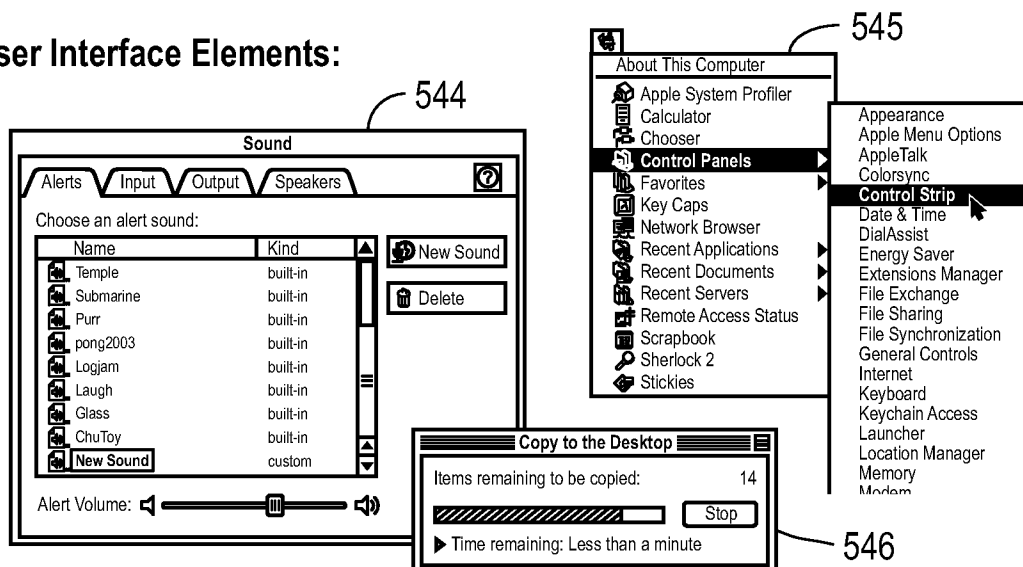 ser Interface Elements:
544
545
546
Sound
Alerts
Input
Output
Speakers
?
Choose an alert sound:
Name Kind
Temple built-in
Submarine built-in
Purr built-in
pong2003 built-in
Logjam built-in
Laugh built-in
Glass built-in
ChuToy built-in
New Sound custom
New Sound
Delete
Alert Volume:
About This Computer
Apple System Profiler
Calculator
Chooser
Control Panels
Favorites
Key Caps
Network Browser
Recent Applications
Recent Documents
Recent Servers
Remote Access Status
Scrapbook
Sherlock 2
Stickies
Appearance
Apple Menu Options
AppleTalk
Colorsync
Control Strip
Date & Time
DialAssist
Energy Saver
Extensions Manager
File Exchange
File Sharing
File Synchronization
General Controls
Internet
Keyboard
Keychain Access
Launcher
Location Manager
Memory
Modem
Copy to the Desktop
Items remaining to be copied: 14
Stop
Time remaining: Less than a minute